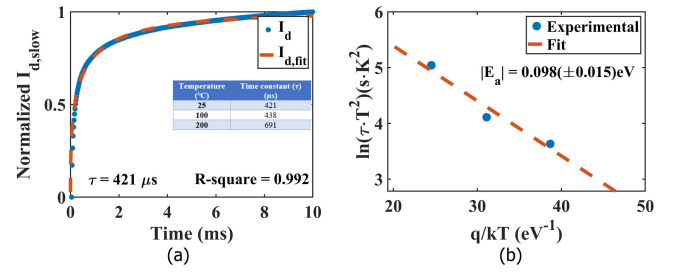 Normalized I_d,slow
1
0.5
0
I_d
I_d,fit
Temperature (°C) Time constant (τ) (μs)
25 421
100 438
200 691
τ = 421 μs R-square = 0.992
0 2 4 6 8 10
Time (ms)
(a)
ln(τ·T²)(s·K²)
6
5
4
3
Experimental
Fit
|E_a| = 0.098(±0.015)eV
20 30 40 50
q/kT (eV⁻¹)
(b)